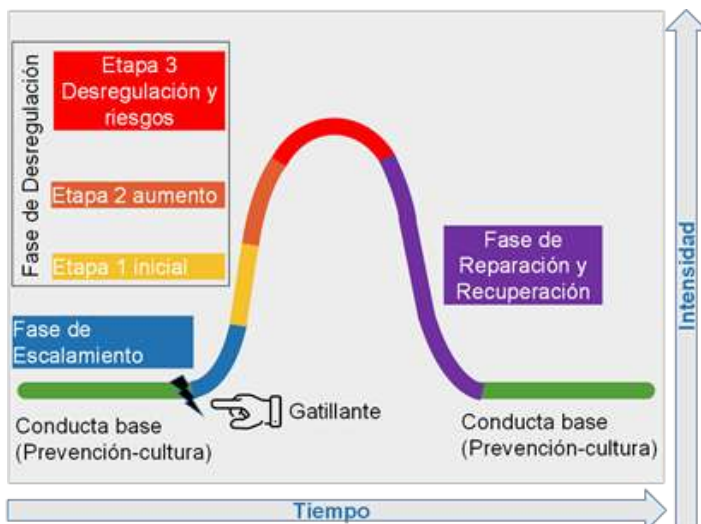 Fase de Desregulación
Etapa 3
Desregulación y
riesgos
Etapa 2 aumento
Etapa 1 inicial
Fase de
Escalamiento
Gatillante
Conducta base
(Prevención-cultura)
Fase de
Reparación y
Recuperación
Conducta base
(Prevención-cultura)
Intensidad
Tiempo